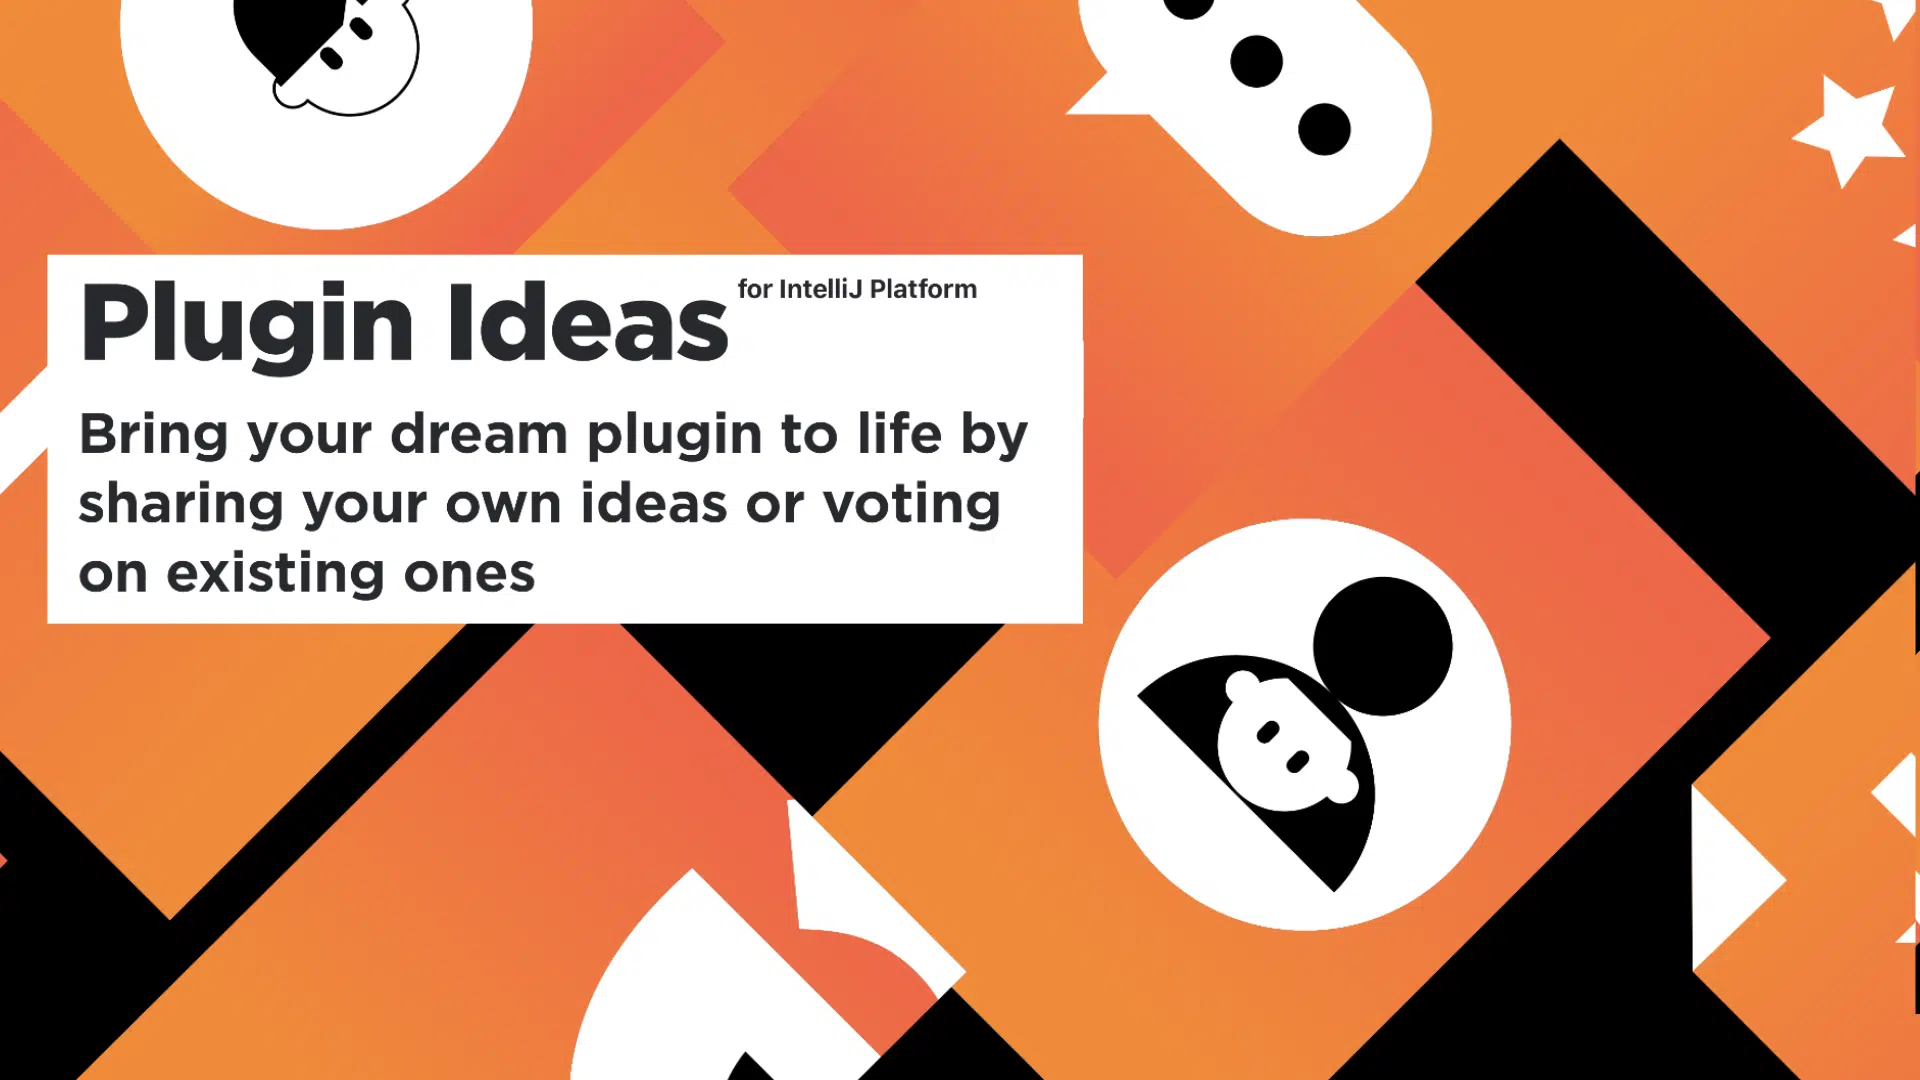 Plugin Ideas for IntelliJ Platform
Bring your dream plugin to life by
sharing your own ideas or voting
on existing ones